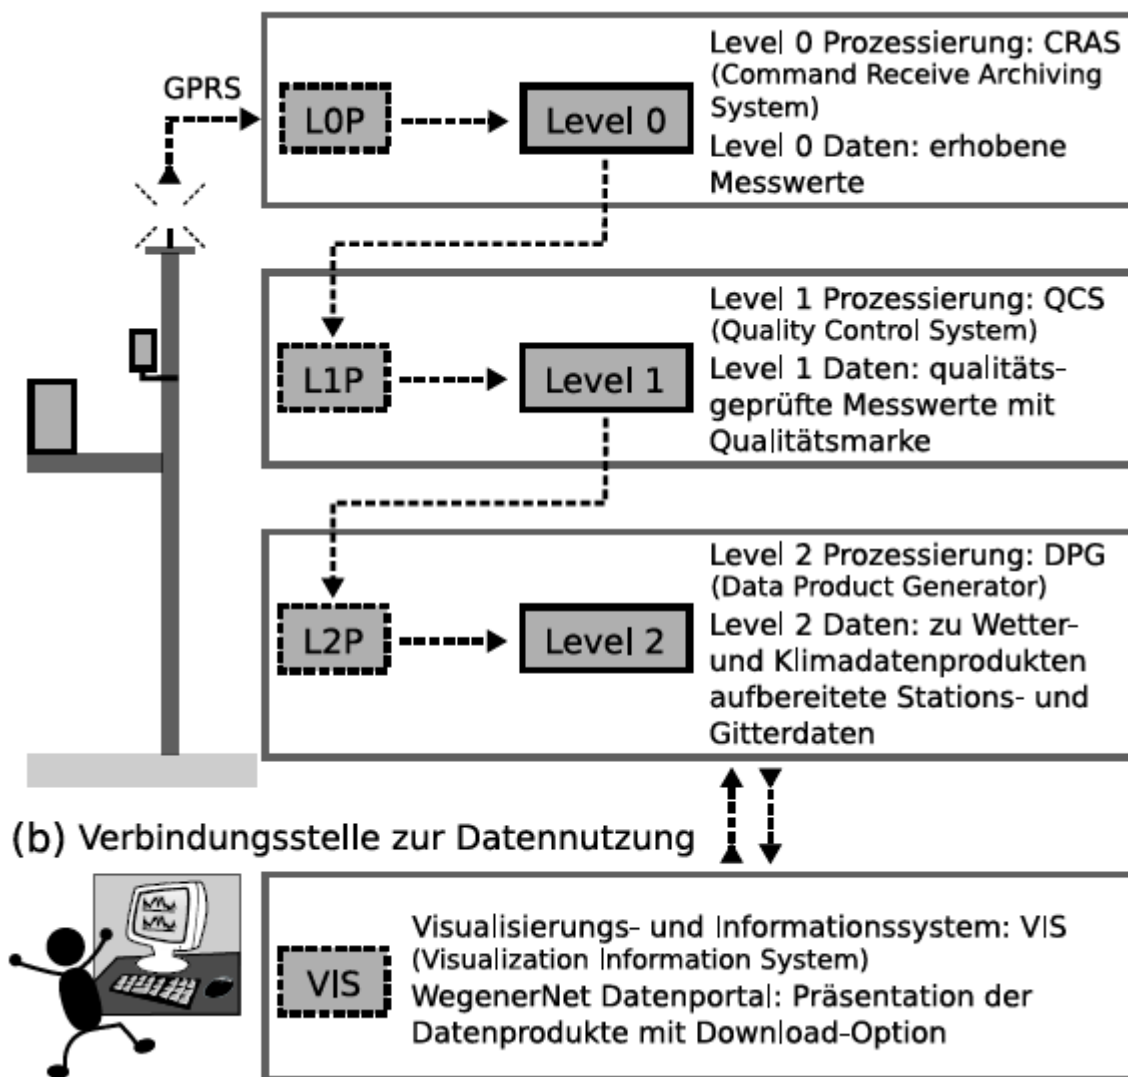 GPRS
L0P
Level 0
Level 0 Prozessierung: CRAS
(Command Receive Archiving
System)
Level 0 Daten: erhobene
Messwerte
L1P
Level 1
Level 1 Prozessierung: QCS
(Quality Control System)
Level 1 Daten: qualitäts-
geprüfte Messwerte mit
Qualitätsmarke
L2P
Level 2
Level 2 Prozessierung: DPG
(Data Product Generator)
Level 2 Daten: zu Wetter-
und Klimadatenprodukten
aufbereitete Stations- und
Gitterdaten
(b) Verbindungsstelle zur Datennutzung
VIS
Visualisierungs- und Informationssystem: VIS
(Visualization Information System)
WegenerNet Datenportal: Präsentation der
Datenprodukte mit Download-Option